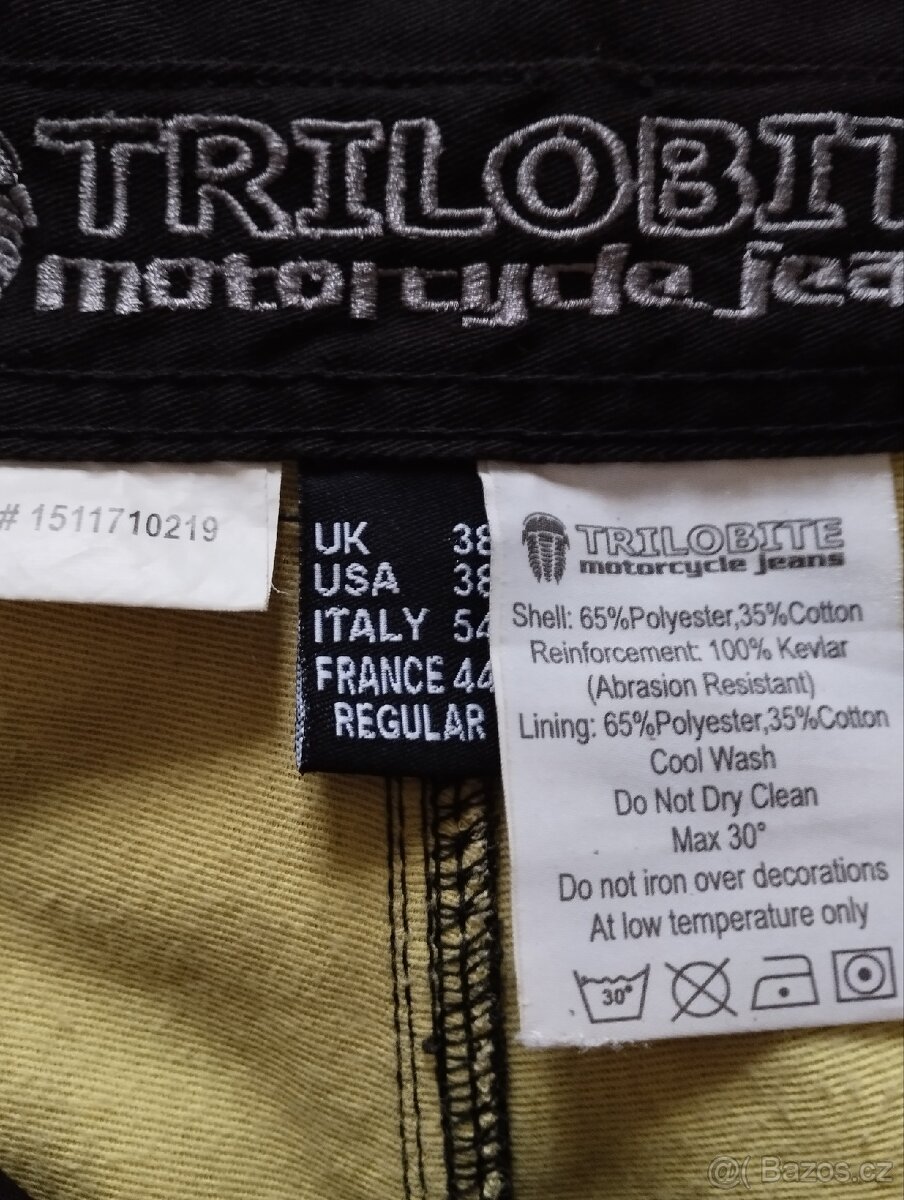 TRILOBIT
motorcycle jea
# 1511710219
UK 38
USA 38
ITALY 54
FRANCE 44
REGULAR
TRILOBITE
motorcycle jeans
Shell: 65%Polyester,35%Cotton
Reinforcement: 100% Kevlar
(Abrasion Resistant)
Lining: 65%Polyester,35%Cotton
Cool Wash
Do Not Dry Clean
Max 30°
Do not iron over decorations
At low temperature only
30°
@( Bazos.cz